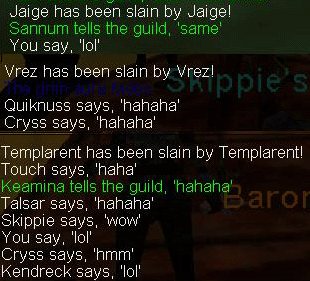 Jaige has been slain by Jaige!
Sannum tells the guild, 'same'
You say, 'lol'
Vrez has been slain by Vrez!
Skippie's
Quiknuss says, 'hahaha'
Cryss says, 'hahaha'
Templarent has been slain by Templarent!
Touch says, 'haha'
Keamina tells the guild, 'hahaha'
Talsar says, 'hahaha'
Baron
Skippie says, 'wow'
You say, 'lol'
Cryss says, 'hmm'
Kendreck says, 'lol'